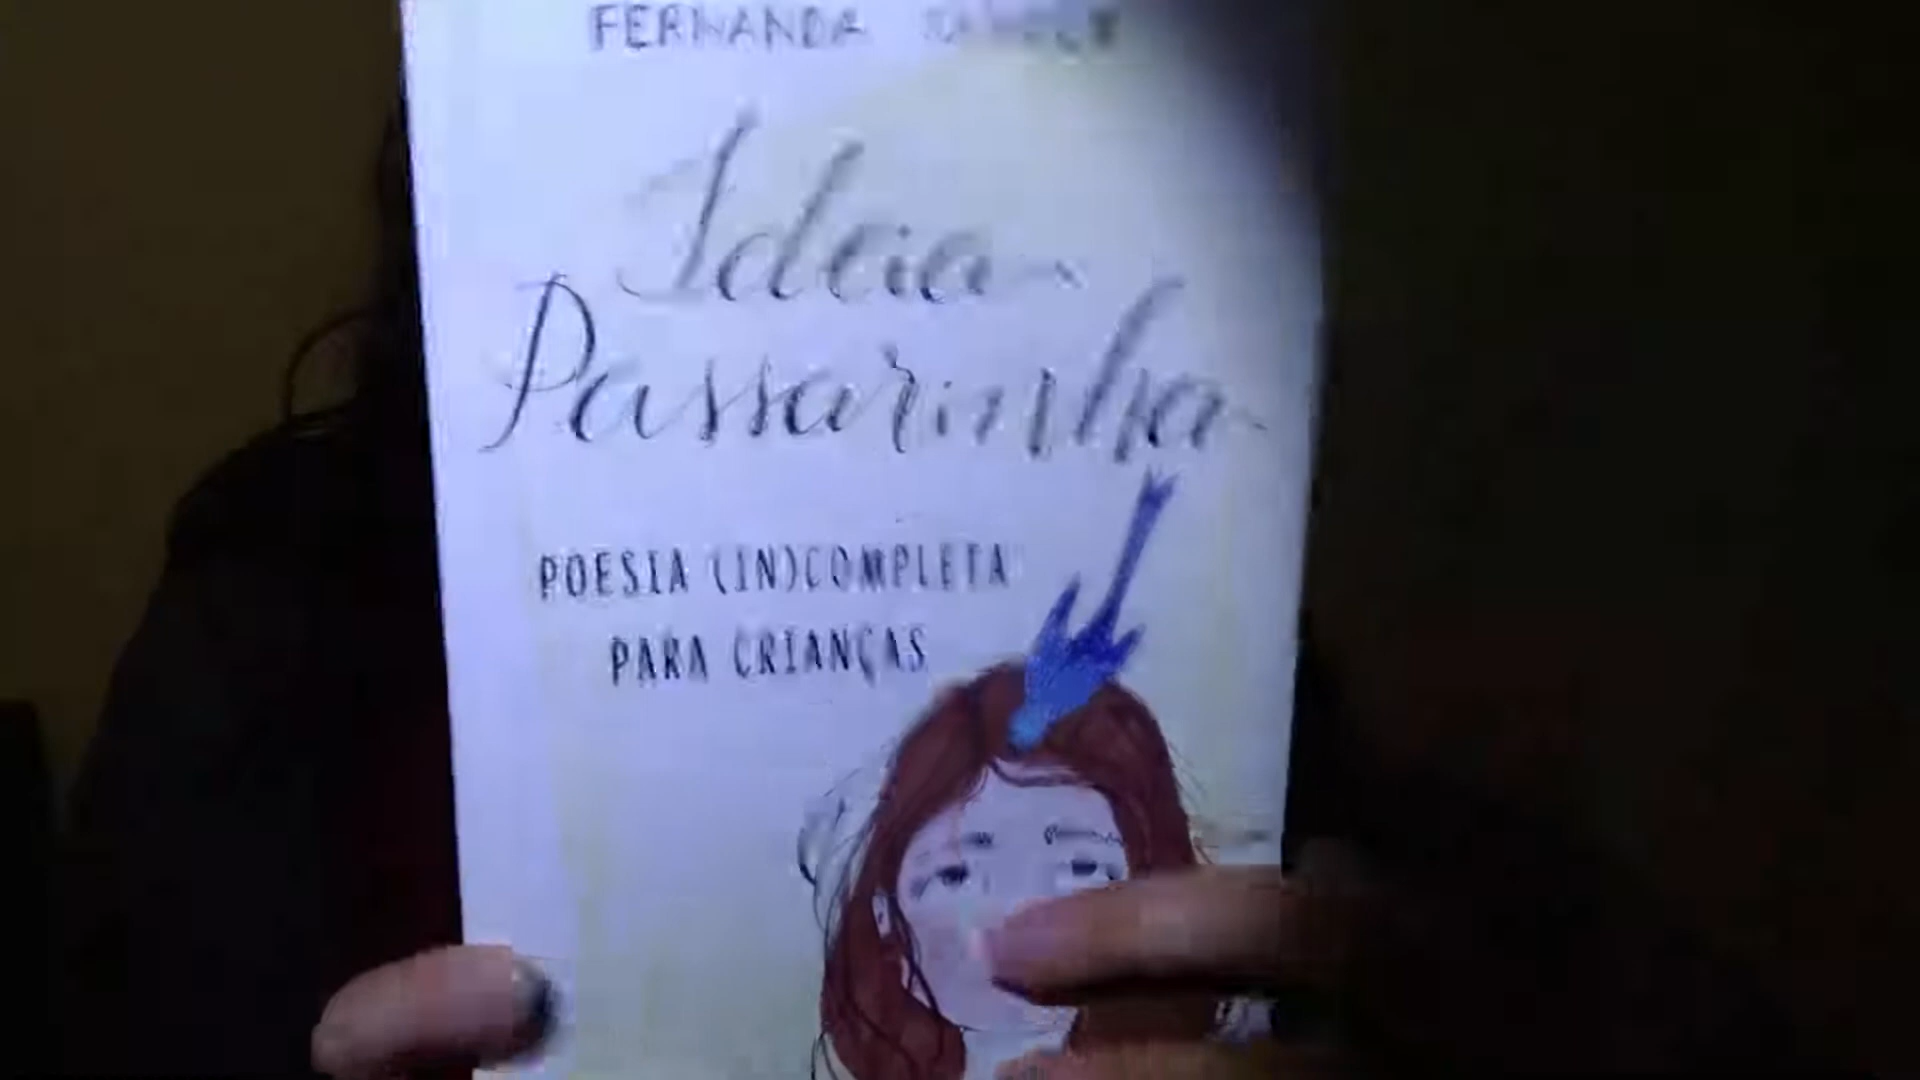 FERNANDA
Ideia
Passarinha
POESIA (IN)COMPLETA
PARA CRIANÇAS